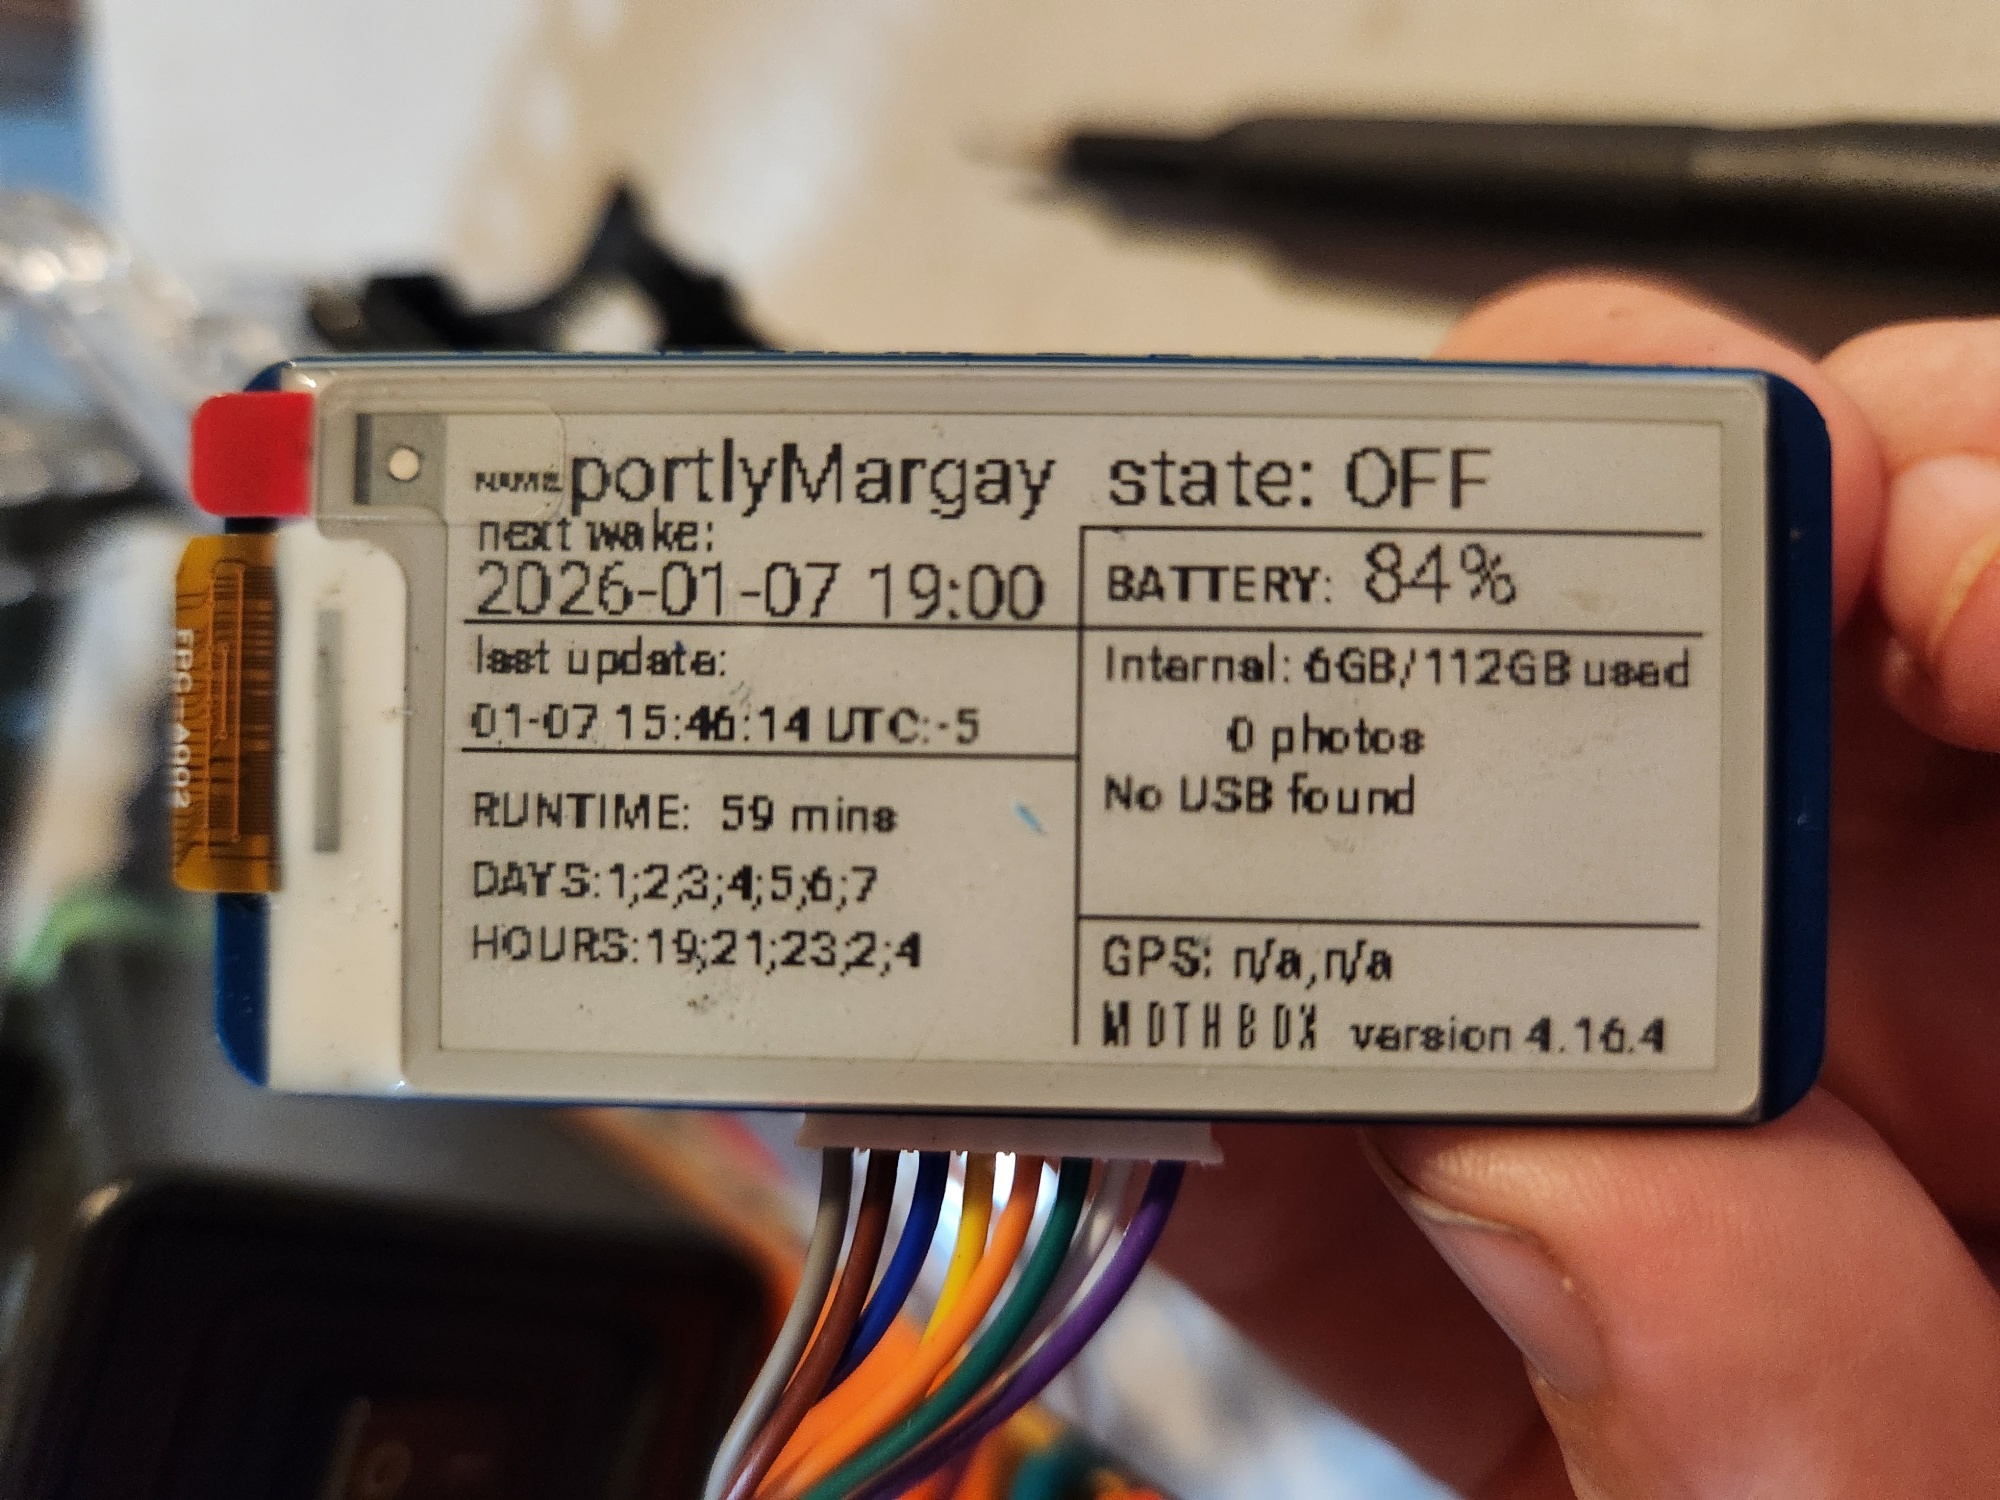 NAME portlyMargay state: OFF
next wake:
2026-01-07 19:00
last update:
01-07 15:46:14 UTC:-5
RUNTIME: 59 mins
DAYS:1;2;3;4;5;6;7
HOURS:19;21;23;2;4
BATTERY: 84%
Internal: 6GB/112GB used
0 photos
No USB found
GPS: n/a,n/a
MOTHBOX version 4.16.4